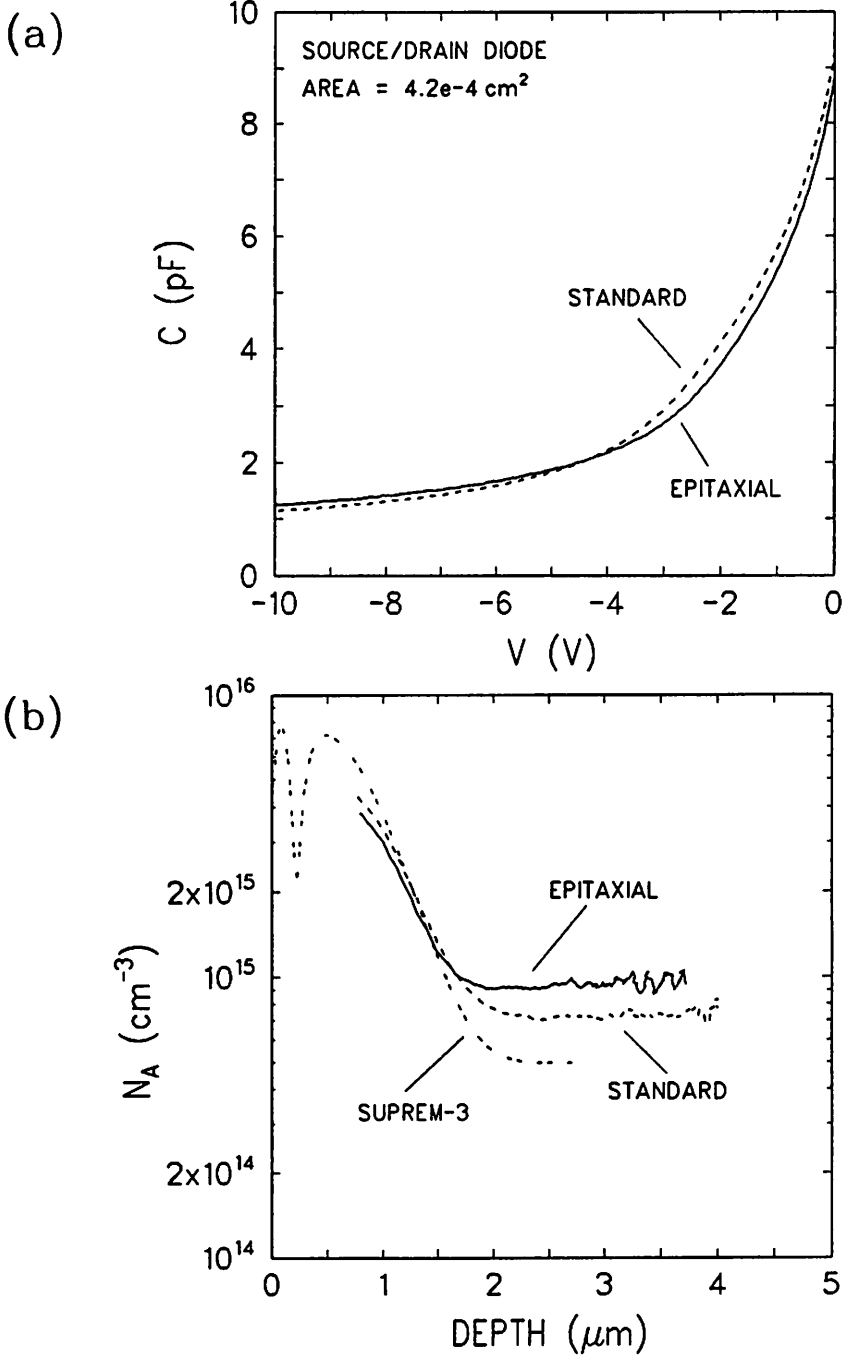 (a)
SOURCE/DRAIN DIODE
AREA = 4.2e-4 cm²
10
8
6
4
2
0
C (pF)
STANDARD
EPITAXIAL
-10
-8
-6
-4
-2
0
V (V)
(b)
10¹⁶
2x10¹⁵
10¹⁵
2x10¹⁴
10¹⁴
N_A (cm⁻³)
EPITAXIAL
STANDARD
SUPREM-3
0
1
2
3
4
5
DEPTH (μm)